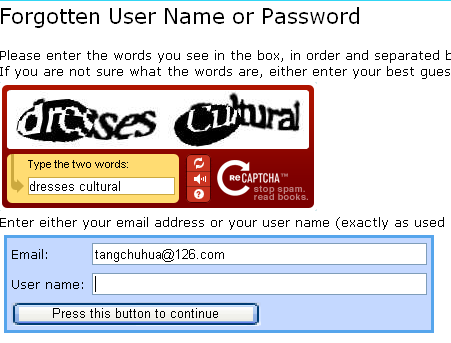 Forgotten User Name or Password
Please enter the words you see in the box, in order and separated b
If you are not sure what the words are, either enter your best gues
dresses cultural
Type the two words:
dresses cultural
reCAPTCHA™
stop spam.
read books.
Enter either your email address or your user name (exactly as used
Email: tangchuhua@126.com
User name:
Press this button to continue